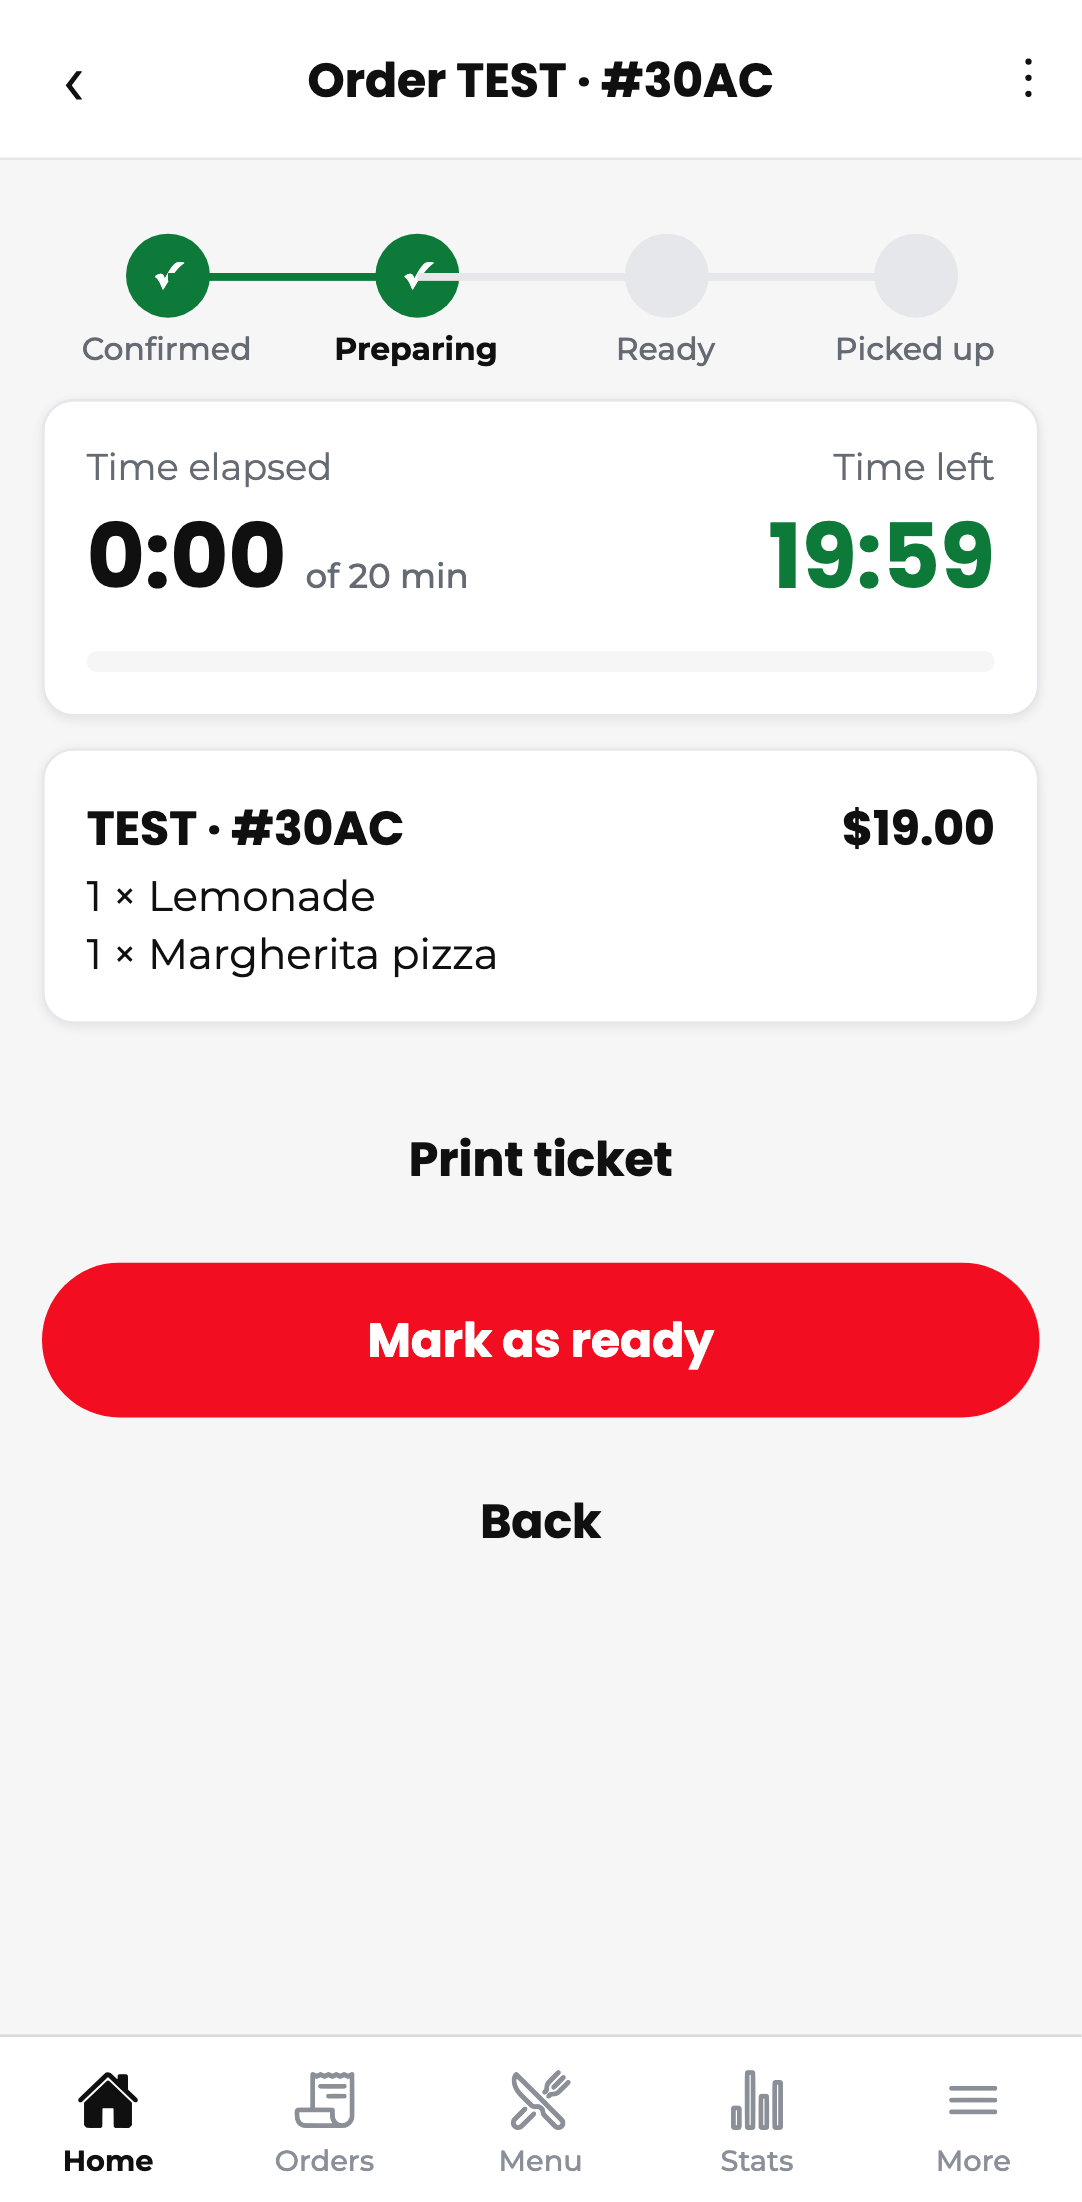 Order TEST · #30AC
Confirmed Preparing Ready Picked up
Time elapsed Time left
0:00 of 20 min 19:59
TEST · #30AC $19.00
1 × Lemonade
1 × Margherita pizza
Print ticket
Mark as ready
Back
Home Orders Menu Stats More